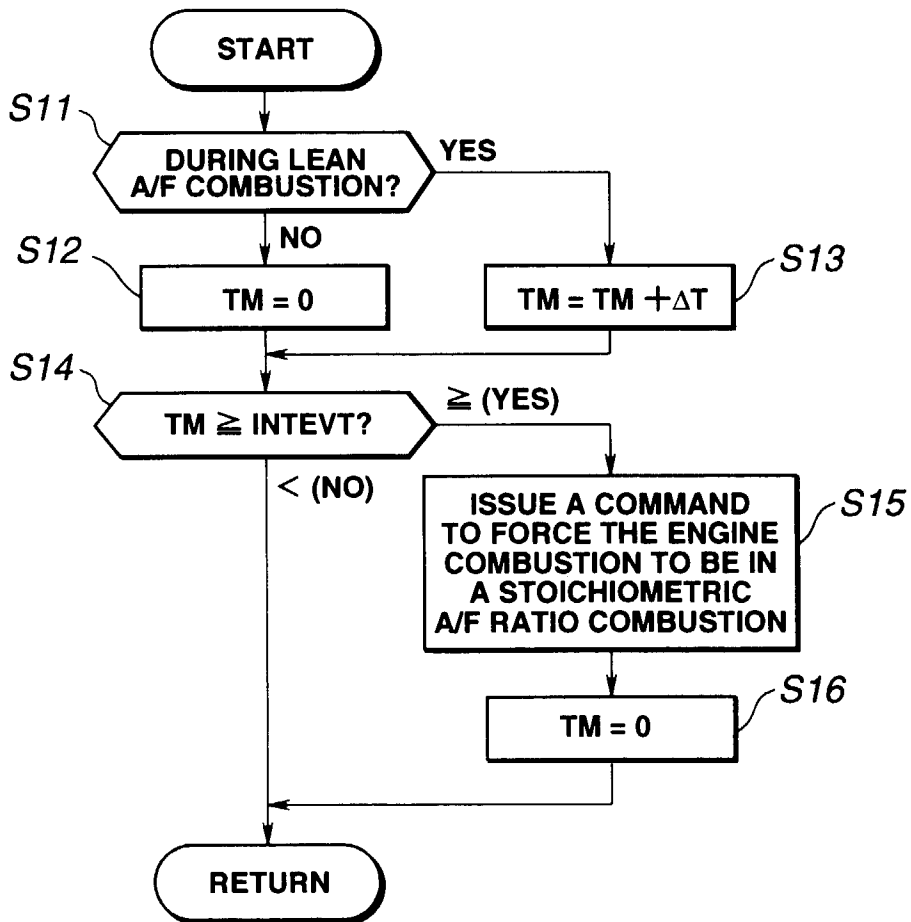 START
S11
DURING LEAN
A/F COMBUSTION?
YES
NO
S12
TM = 0
S13
TM = TM +ΔT
S14
TM ≧ INTEVT?
≧ (YES)
< (NO)
S15
ISSUE A COMMAND
TO FORCE THE ENGINE
COMBUSTION TO BE IN
A STOICHIOMETRIC
A/F RATIO COMBUSTION
S16
TM = 0
RETURN